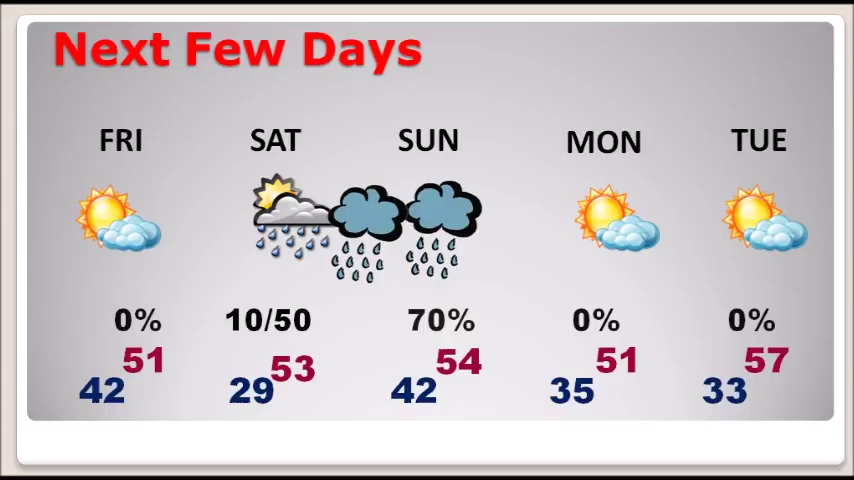 Next Few Days
FRI SAT SUN MON TUE
0% 10/50 70% 0% 0%
51 53 54 51 57
42 29 42 35 33